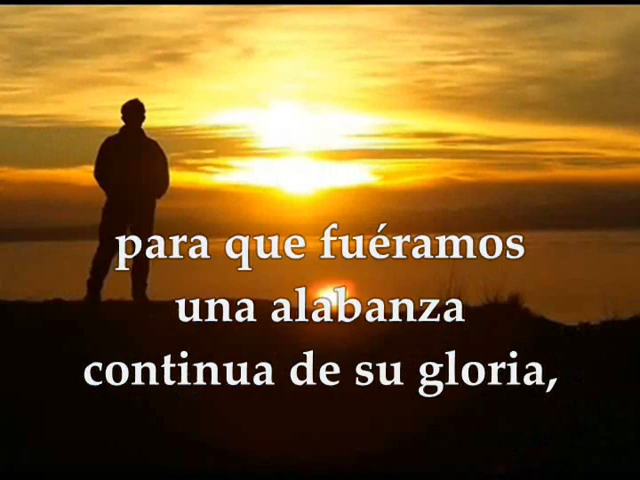 para que fuéramos
una alabanza
continua de su gloria,